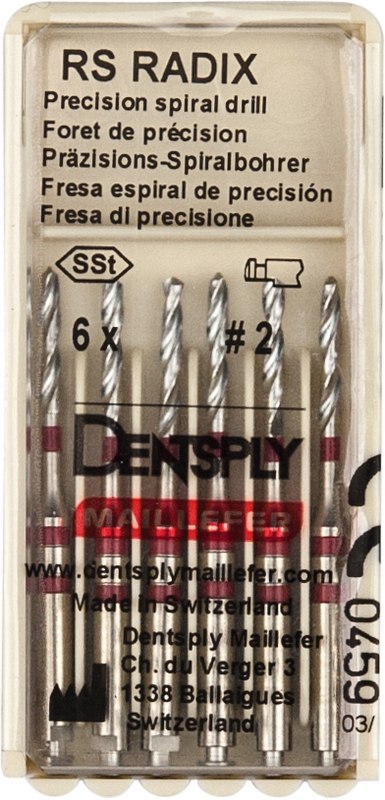 RS RADIX
Precision spiral drill
Foret de précision
Präzisions-Spiralbohrer
Fresa espiral de precisión
Fresa di precisione
SSt
6 x # 2
DENTSPLY
MAILLEFER
www.dentsplymaillefer.com
Made in Switzerland
Dentsply Maillefer
Ch. du Verger 3
1338 Ballaigues
Switzerland
CE 0459
03/